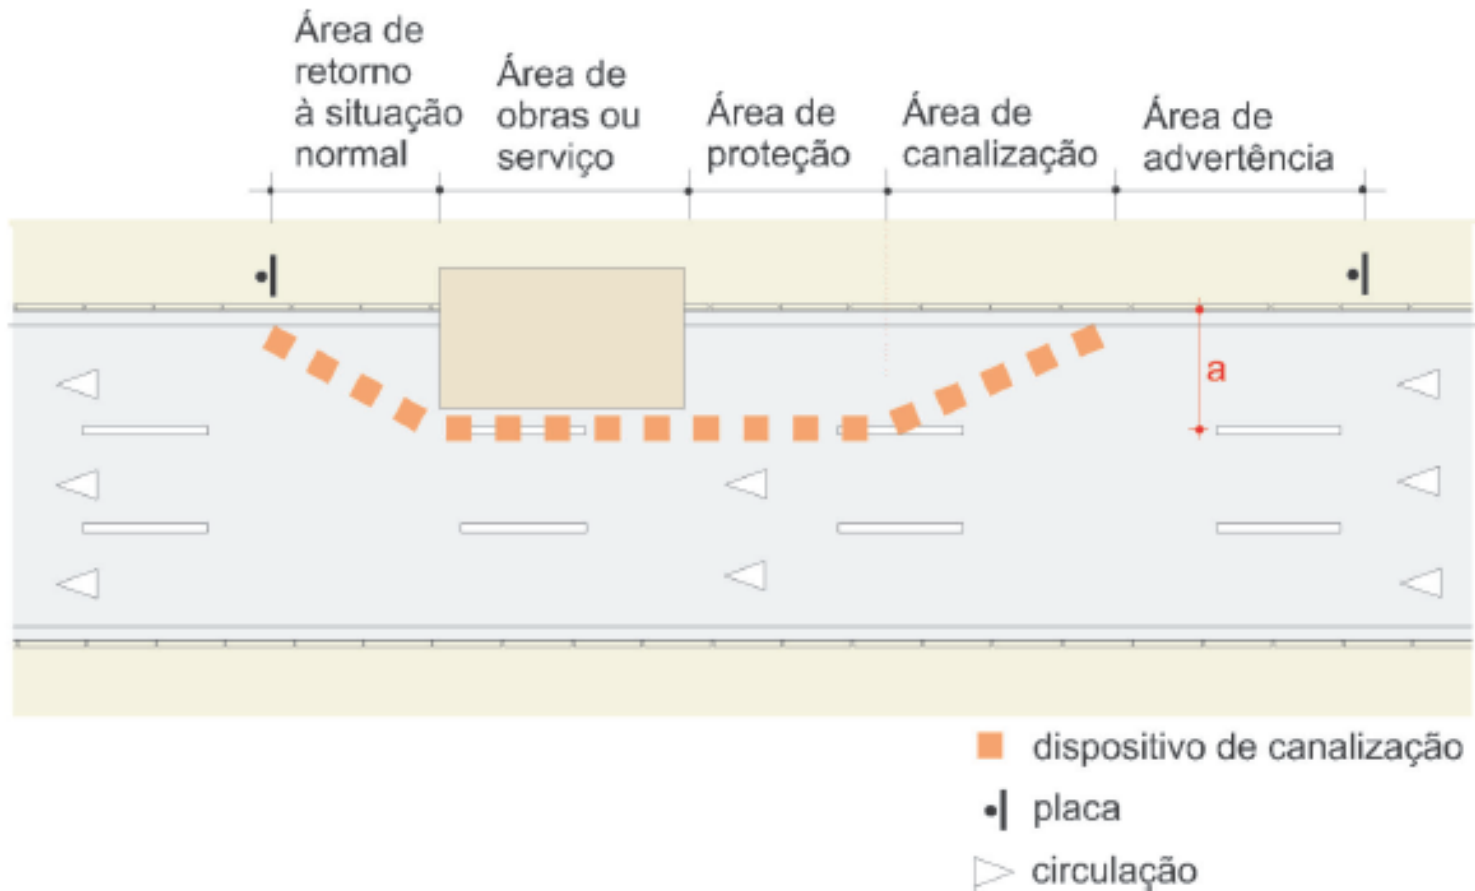 Área de
retorno
à situação
normal
Área de
obras ou
serviço
Área de
proteção
Área de
canalização
Área de
advertência
a
dispositivo de canalização
placa
circulação